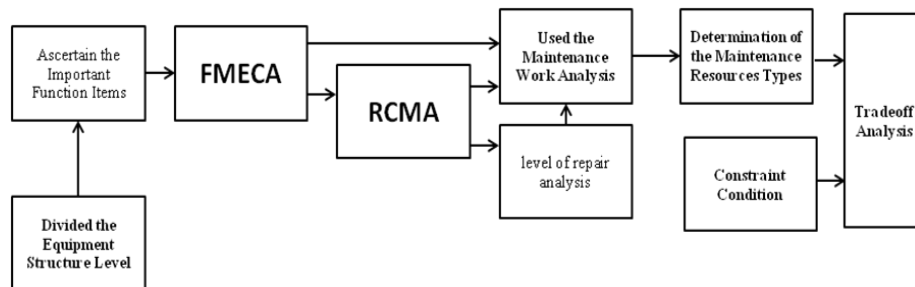 Ascertain the
Important
Function Items
FMECA
RCMA
Used the
Maintenance
Work Analysis
Determination of
the Maintenance
Resources Types
Tradeoff
Analysis
level of repair
analysis
Constraint
Condition
Divided the
Equipment
Structure Level